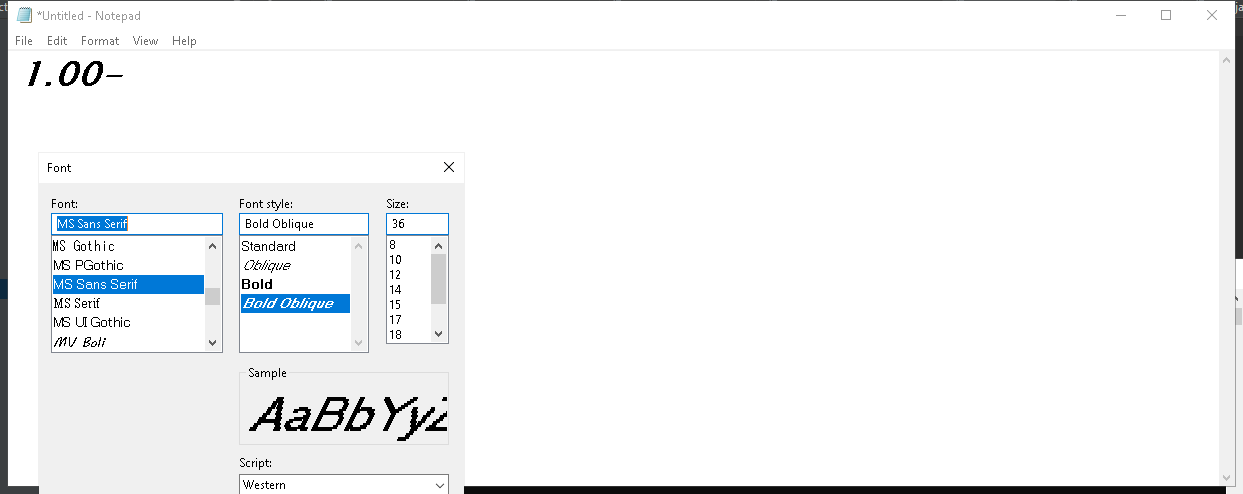 *Untitled - Notepad
File Edit Format View Help
1.00-
Font
Font: Font style: Size:
MS Sans Serif Bold Oblique 36
MS Gothic Standard 8
MS PGothic Oblique 10
MS Sans Serif Bold 12
MS Serif Bold Oblique 14
MS UI Gothic 15
MV Boli 17
18
Sample
AaBbYyZ
Script:
Western